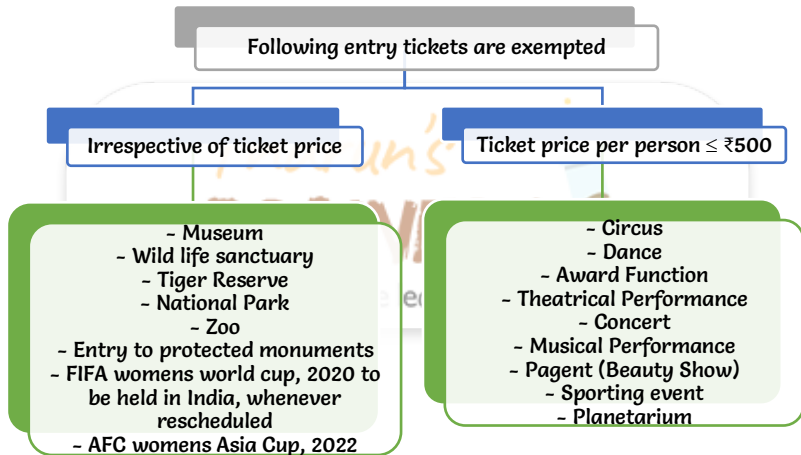 Following entry tickets are exempted
Irrespective of ticket price
Ticket price per person ≤ ₹500
- Museum
- Wild life sanctuary
- Tiger Reserve
- National Park
- Zoo
- Entry to protected monuments
- FIFA womens world cup, 2020 to
be held in India, whenever
rescheduled
- AFC womens Asia Cup, 2022
- Circus
- Dance
- Award Function
- Theatrical Performance
- Concert
- Musical Performance
- Pagent (Beauty Show)
- Sporting event
- Planetarium